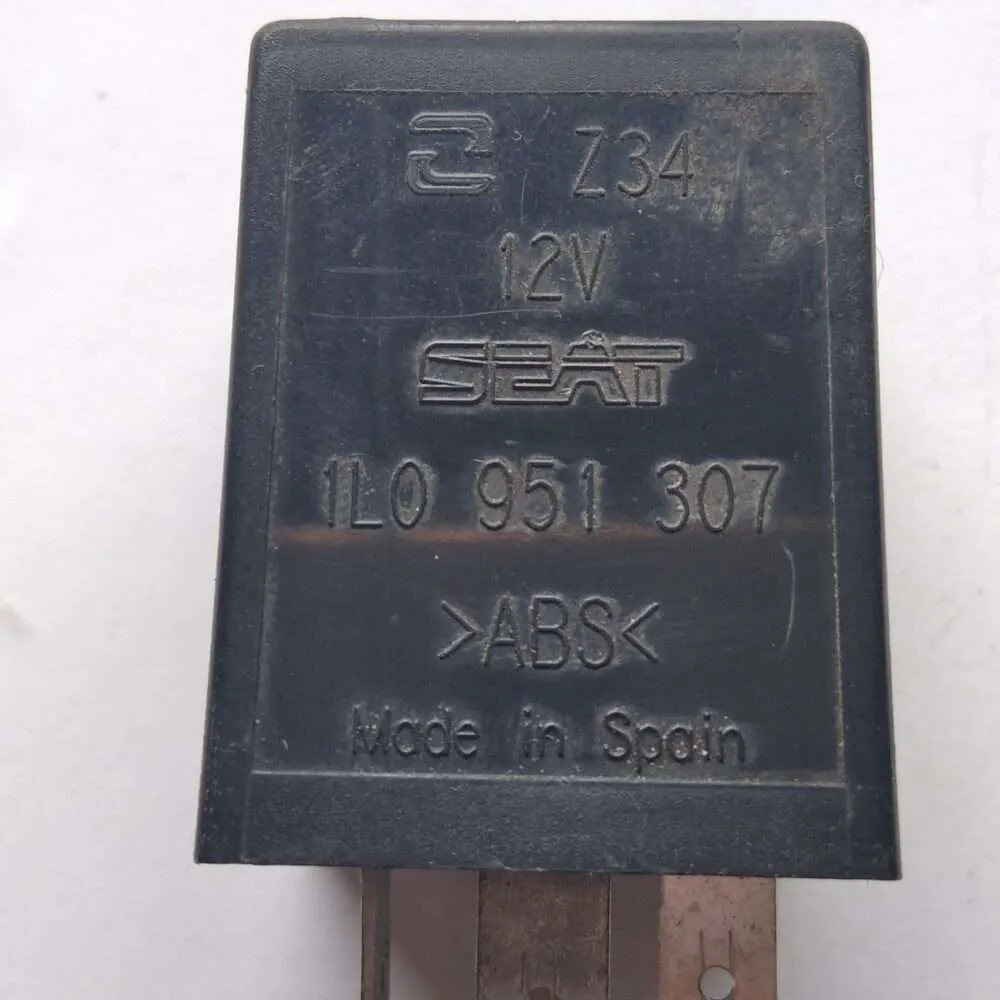 Z34
12V
SEAT
1L0 951 307
>ABS<
Made in Spain